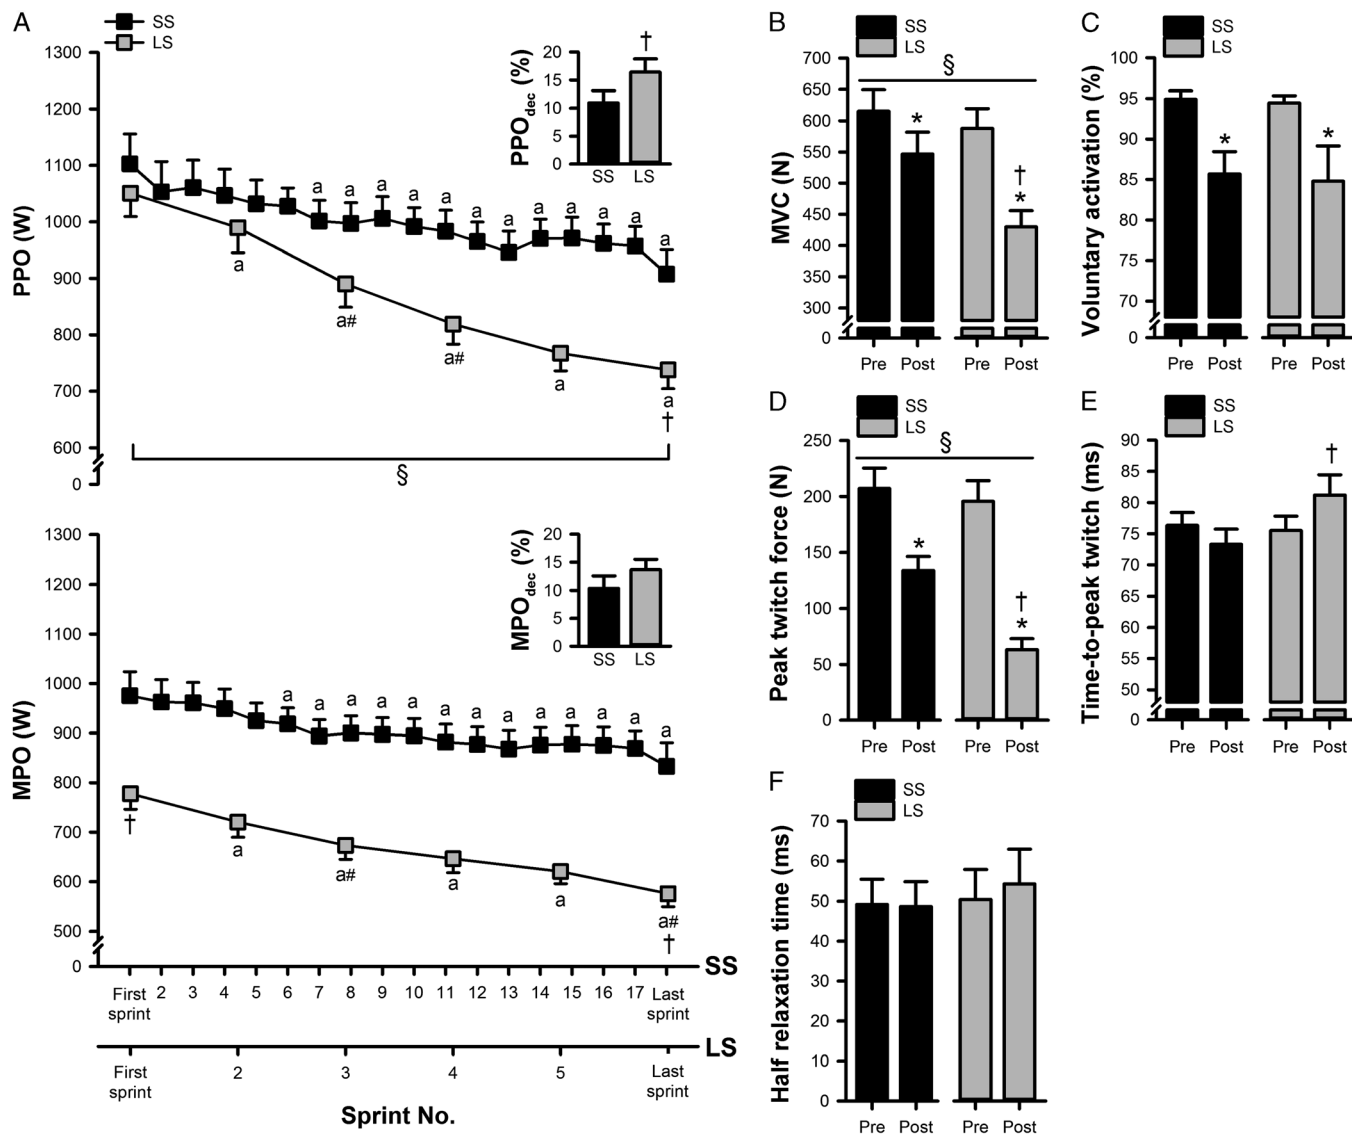 A
SS
LS
1300
1200
1100
1000
900
800
700
600
0
PPO (W)
a a a a a a a a a a a a
a
a#
a#
a
a
†
§
20
15
10
5
0
PPOdec (%)
†
SS LS
1300
1200
1100
1000
900
800
700
600
500
0
MPO (W)
a a a a a a a a a a a a a
†
a
a#
a
a
a#
†
20
15
10
5
0
MPOdec (%)
SS LS
SS
First sprint 2 3 4 5 6 7 8 9 10 11 12 13 14 15 16 17 Last sprint
LS
First sprint 2 3 4 5 Last sprint
Sprint No.
B
SS
LS
700
650
600
550
500
450
400
350
300
0
MVC (N)
§
*
†
*
Pre Post Pre Post
C
SS
LS
100
95
90
85
80
75
70
0
Voluntary activation (%)
* *
Pre Post Pre Post
D
SS
LS
250
200
150
100
50
0
Peak twitch force (N)
§
*
†
*
Pre Post Pre Post
E
SS
LS
90
85
80
75
70
65
60
55
50
0
Time-to-peak twitch (ms)
†
Pre Post Pre Post
F
SS
LS
70
60
50
40
30
20
10
0
Half relaxation time (ms)
Pre Post Pre Post